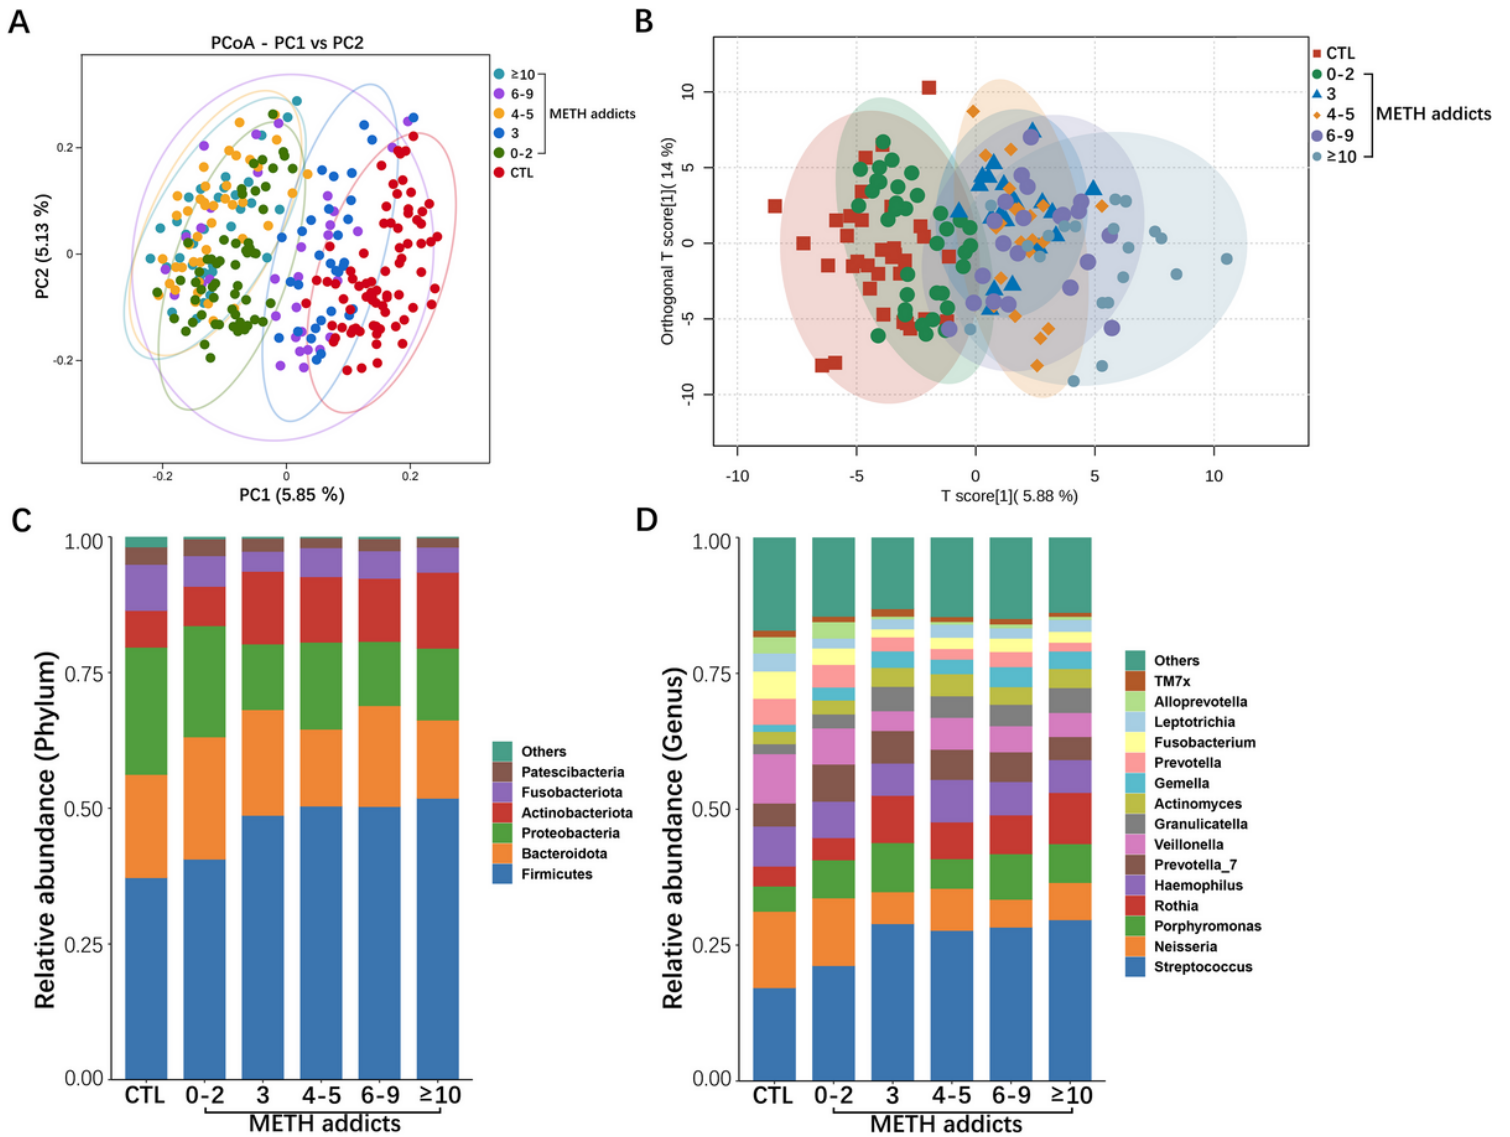 A
PCoA - PC1 vs PC2
PC2 (5.13 %)
0.2
0
-0.2
-0.2
0
0.2
PC1 (5.85 %)
≥10
6-9
4-5
3
0-2
CTL
METH addicts
B
Orthogonal T score[1]( 14 %)
10
5
0
-5
-10
-10
-5
0
5
10
T score[1]( 5.88 %)
CTL
0-2
3
4-5
6-9
≥10
METH addicts
C
Relative abundance (Phylum)
1.00
0.75
0.50
0.25
0.00
CTL
0-2
3
4-5
6-9
≥10
METH addicts
Others
Patescibacteria
Fusobacteriota
Actinobacteriota
Proteobacteria
Bacteroidota
Firmicutes
D
Relative abundance (Genus)
1.00
0.75
0.50
0.25
0.00
CTL
0-2
3
4-5
6-9
≥10
METH addicts
Others
TM7x
Alloprevotella
Leptotrichia
Fusobacterium
Prevotella
Gemella
Actinomyces
Granulicatella
Veillonella
Prevotella_7
Haemophilus
Rothia
Porphyromonas
Neisseria
Streptococcus